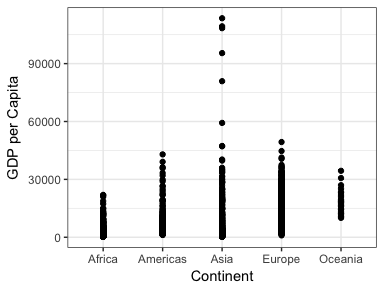 90000
60000
30000
0
GDP per Capita
Africa Americas Asia Europe Oceania
Continent